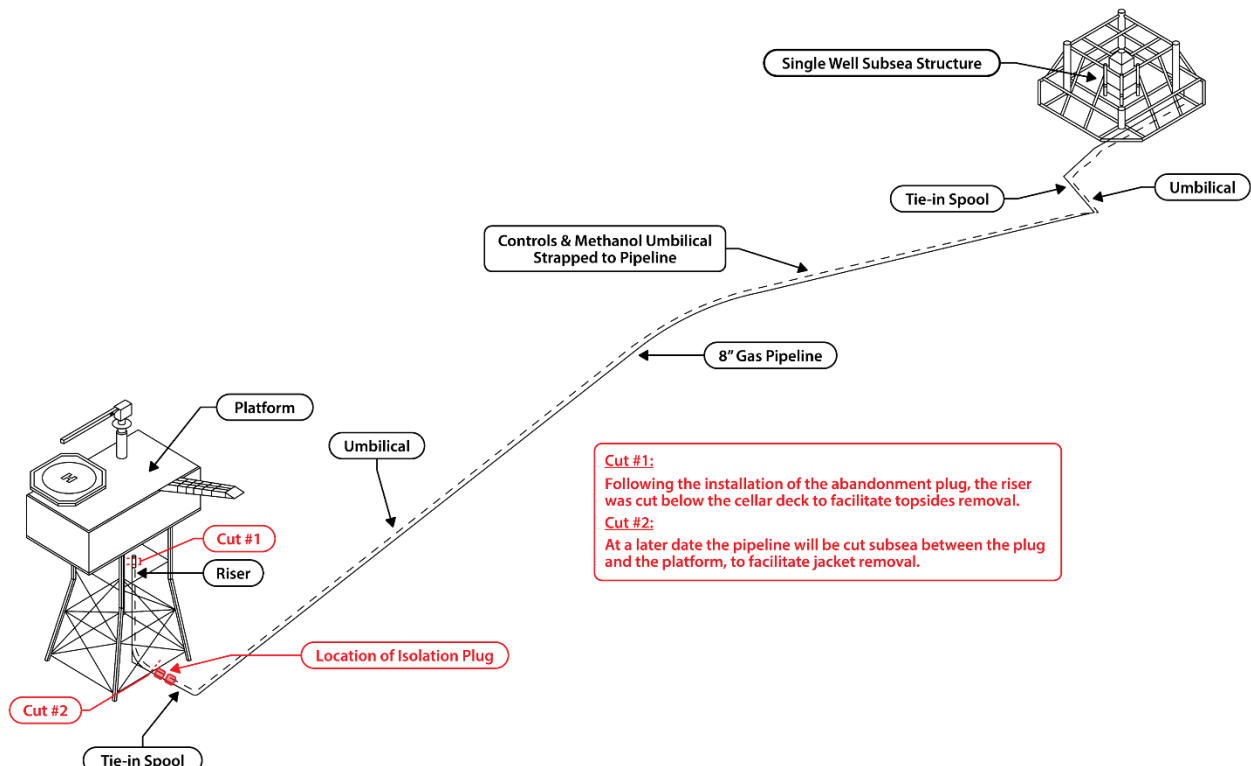 Single Well Subsea Structure
Tie-in Spool
Umbilical
Controls & Methanol Umbilical
Strapped to Pipeline
8” Gas Pipeline
Platform
Umbilical
Cut #1:
Following the installation of the abandonment plug, the riser
was cut below the cellar deck to facilitate topsides removal.
Cut #2:
At a later date the pipeline will be cut subsea between the plug
and the platform, to facilitate jacket removal.
H
Cut #1
Riser
Location of Isolation Plug
Cut #2
Tie-in Spool